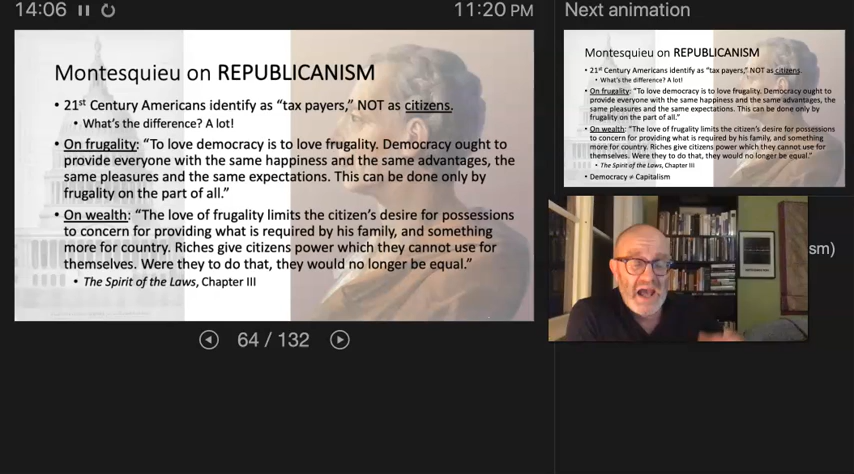 14:06
11:20 PM
Next animation
Montesquieu on REPUBLICANISM
• 21st Century Americans identify as “tax payers,” NOT as citizens.
• What’s the difference? A lot!
• On frugality: “To love democracy is to love frugality. Democracy ought to
provide everyone with the same happiness and the same advantages, the
same pleasures and the same expectations. This can be done only by
frugality on the part of all.”
• On wealth: “The love of frugality limits the citizen’s desire for possessions
to concern for providing what is required by his family, and something
more for country. Riches give citizens power which they cannot use for
themselves. Were they to do that, they would no longer be equal.”
• The Spirit of the Laws, Chapter III
64 / 132
Montesquieu on REPUBLICANISM
• 21st Century Americans identify as “tax payers,” NOT as citizens.
• What’s the difference? A lot!
• On frugality: “To love democracy is to love frugality. Democracy ought to
provide everyone with the same happiness and the same advantages, the
same pleasures and the same expectations. This can be done only by
frugality on the part of all.”
• On wealth: “The love of frugality limits the citizen’s desire for possessions
to concern for providing what is required by his family, and something
more for country. Riches give citizens power which they cannot use for
themselves. Were they to do that, they would no longer be equal.”
• The Spirit of the Laws, Chapter III
• Democracy ≠ Capitalism
sm)